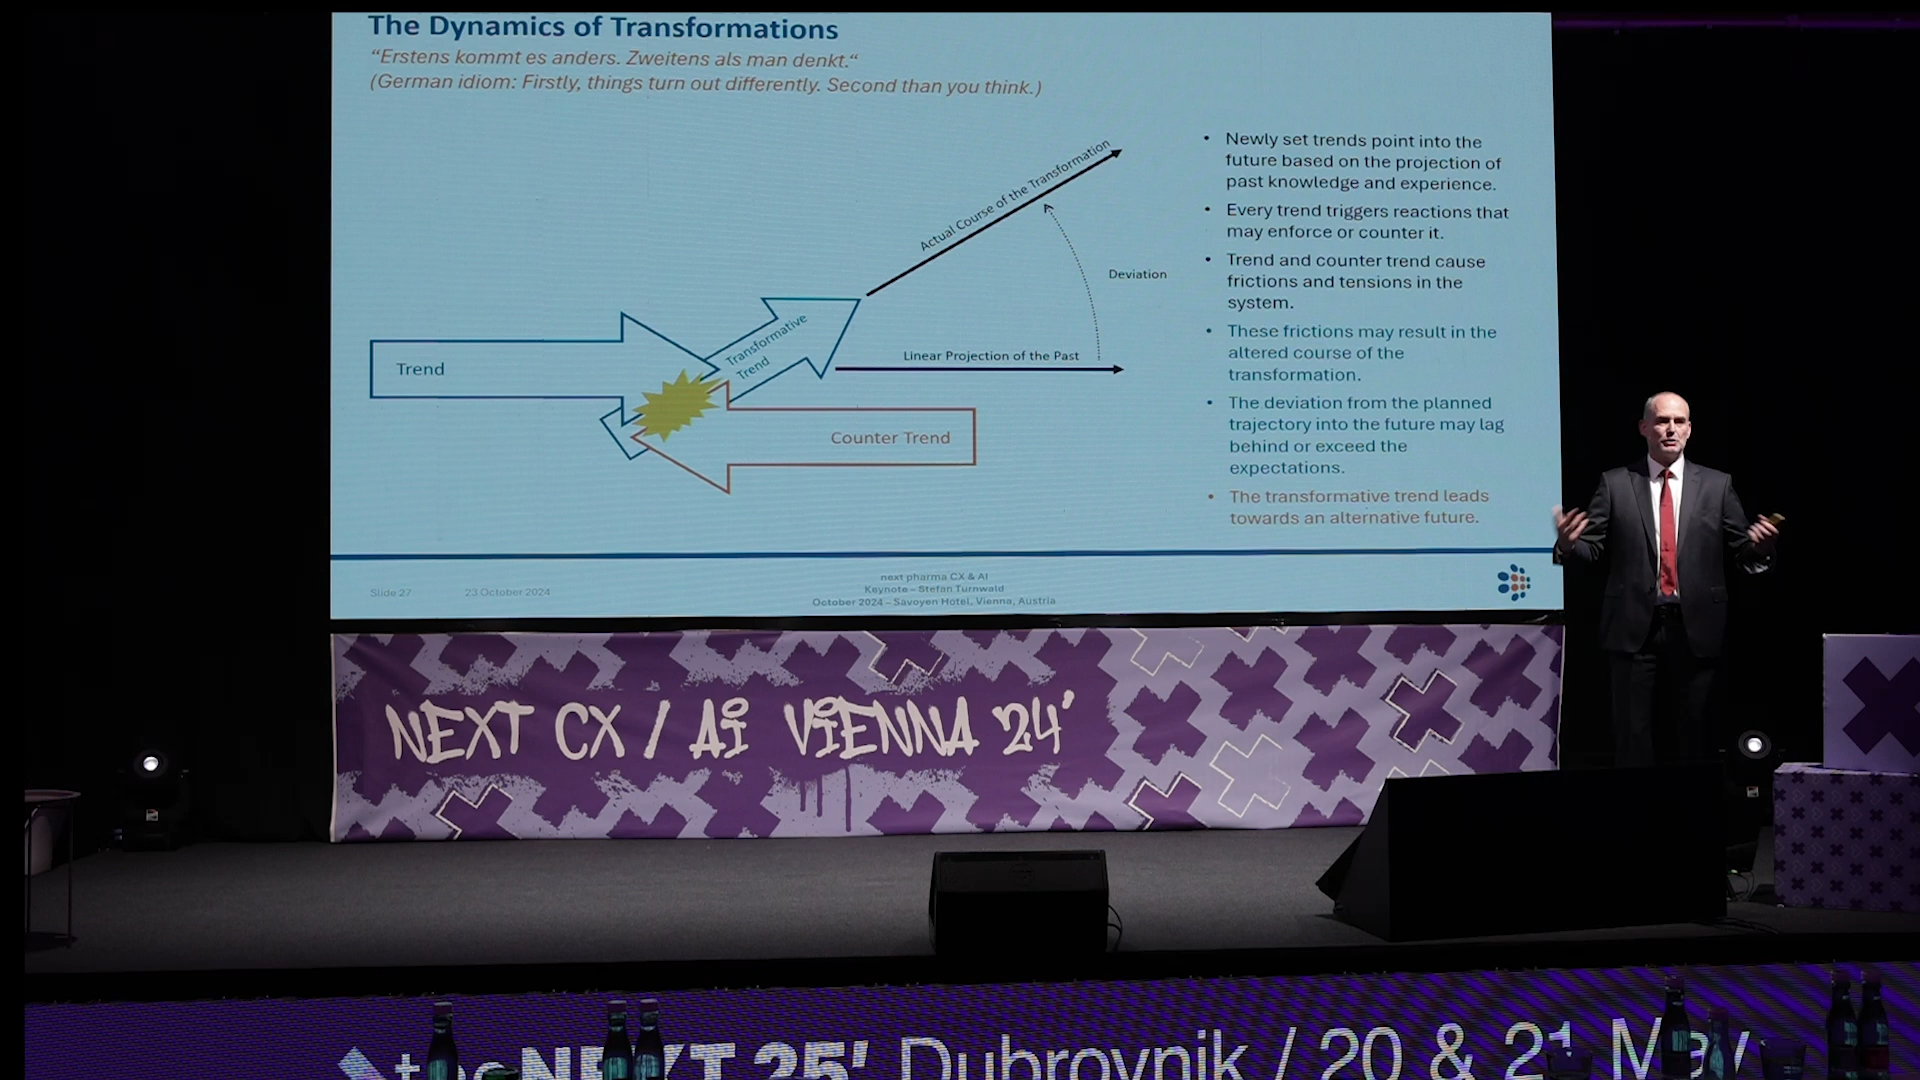 The Dynamics of Transformations
“Erstens kommt es anders. Zweitens als man denkt.“
(German idiom: Firstly, things turn out differently. Second than you think.)
Actual Course of the Transformation
Deviation
Linear Projection of the Past
Transformative
Trend
Trend
Counter Trend
• Newly set trends point into the
future based on the projection of
past knowledge and experience.
• Every trend triggers reactions that
may enforce or counter it.
• Trend and counter trend cause
frictions and tensions in the
system.
• These frictions may result in the
altered course of the
transformation.
• The deviation from the planned
trajectory into the future may lag
behind or exceed the
expectations.
• The transformative trend leads
towards an alternative future.
Slide 27
23 October 2024
next pharma CX & AI
Keynote – Stefan Turnwald
October 2024 – Savoyen Hotel, Vienna, Austria
NEXT CX / Ai ViENNA '24'
NEXT 25' Dubrovnik / 20 & 21 May